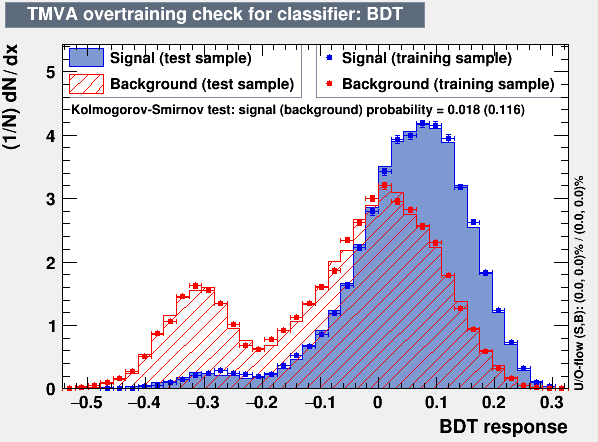 TMVA overtraining check for classifier: BDT
(1/N) dN / dx
Signal (test sample)
Signal (training sample)
Background (test sample)
Background (training sample)
Kolmogorov-Smirnov test: signal (background) probability = 0.018 (0.116)
5
4
3
2
1
0
−0.5 −0.4 −0.3 −0.2 −0.1 0 0.1 0.2 0.3
BDT response
U/O-flow (S,B): (0.0, 0.0)% / (0.0, 0.0)%